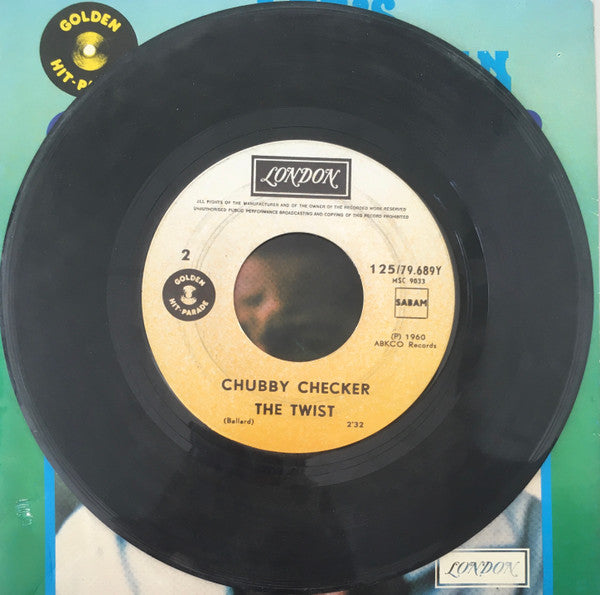 GOLDEN
HIT-PARADE
LONDON
ALL RIGHTS OF THE MANUFACTURER AND OF THE OWNER OF THE RECORDED WORK RESERVED
UNAUTHORISED PUBLIC PERFORMANCE BROADCASTING AND COPYING OF THIS RECORD PROHIBITED
2
125/79.689Y
MSC 9833
GOLDEN
HIT-PARADE
SABAM
(P) 1960
ABKCO Records
CHUBBY CHECKER
THE TWIST
(Ballard) 2'32
LONDON